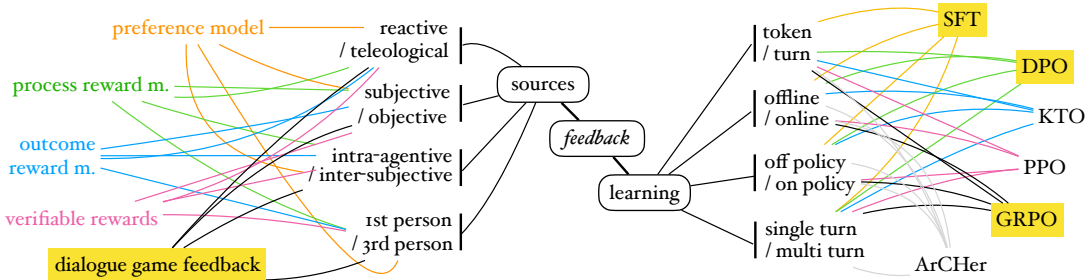 preference model
process reward m.
outcome
reward m.
verifiable rewards
dialogue game feedback
reactive
/ teleological
subjective
/ objective
intra-agentive
/ inter-subjective
1st person
/ 3rd person
sources
feedback
learning
token
/ turn
offline
/ online
off policy
/ on policy
single turn
/ multi turn
SFT
DPO
KTO
PPO
GRPO
ArCHer